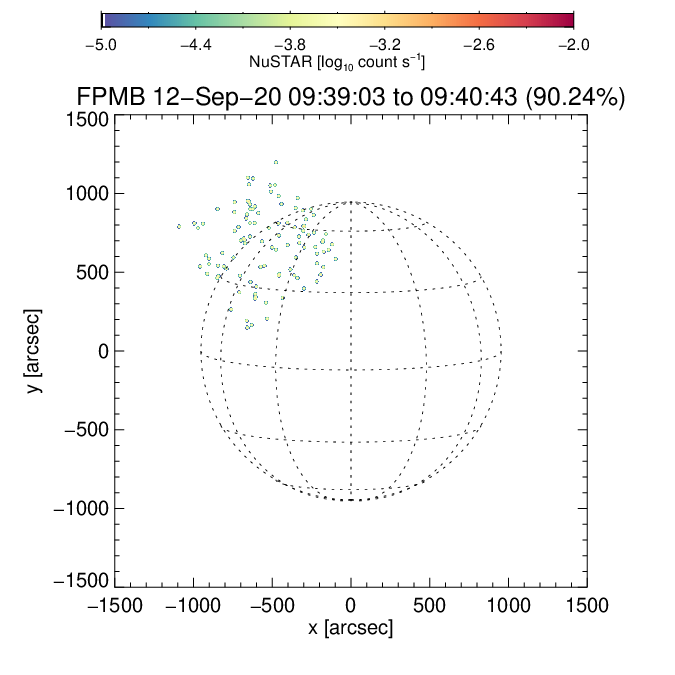 −5.0 −4.4 −3.8 −3.2 −2.6 −2.0
NuSTAR [log₁₀ count s⁻¹]
FPMB 12−Sep−20 09:39:03 to 09:40:43 (90.24%)
1500
1000
500
0
−500
−1000
−1500
y [arcsec]
−1500 −1000 −500 0 500 1000 1500
x [arcsec]